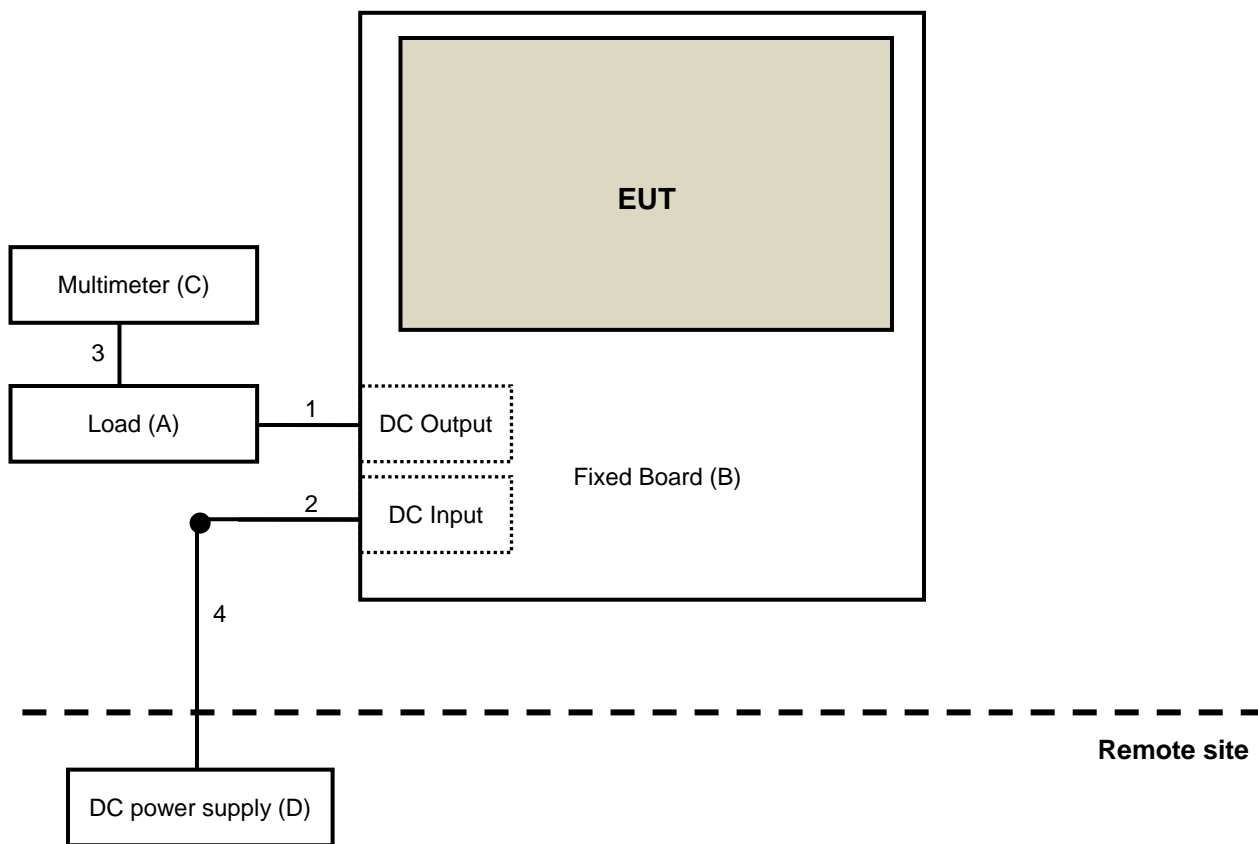 EUT
Multimeter (C)
3
Load (A)
1
DC Output
Fixed Board (B)
2
DC Input
4
Remote site
DC power supply (D)